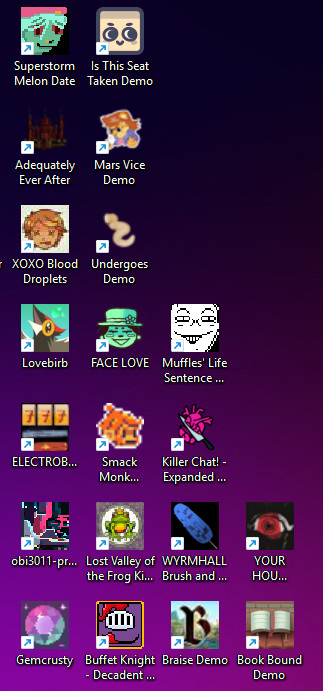 Superstorm
Melon Date
Is This Seat
Taken Demo
Adequately
Ever After
Mars Vice
Demo
r
XOXO Blood
Droplets
Undergoes
Demo
Lovebirb
FACE LOVE
Muffles' Life
Sentence ...
777
ELECTROB...
Smack
Monk...
Killer Chat! -
Expanded ...
obi3011-pr...
Lost Valley of
the Frog Ki...
WYRMHALL
Brush and ...
YOUR
HOU...
Gemcrusty
Buffet Knight
- Decadent ...
B
Braise Demo
Book Bound
Demo